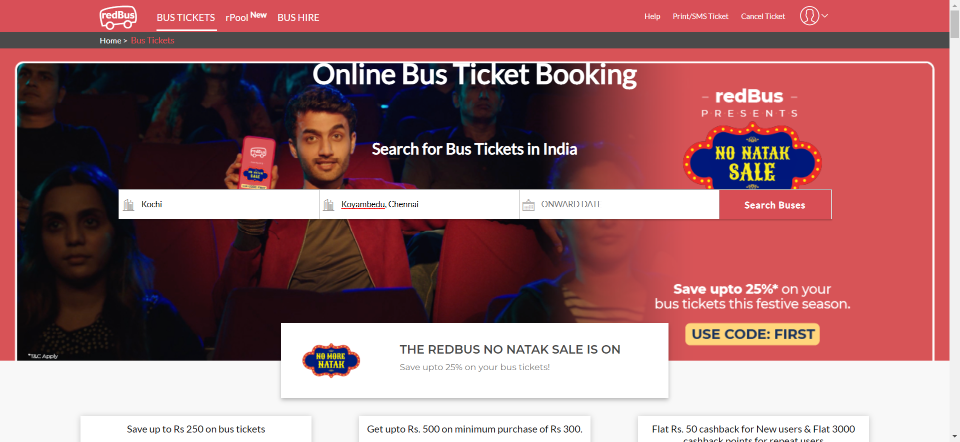 redBus
BUS TICKETS rPool New BUS HIRE
Help Print/SMS Ticket Cancel Ticket
Home > Bus Tickets
Online Bus Ticket Booking
redBus
PRESENTS
NO NATAK
SALE
redBus
NO NATAK
SALE
Search for Bus Tickets in India
Kochi
Koyambedu, Chennai
ONWARD DATE
Search Buses
Save upto 25%* on your
bus tickets this festive season.
USE CODE: FIRST
*T&C Apply
NO MORE
NATAK
THE REDBUS NO NATAK SALE IS ON
Save upto 25% on your bus tickets!
Save up to Rs 250 on bus tickets
Get upto Rs. 500 on minimum purchase of Rs 300.
Flat Rs. 50 cashback for New users & Flat 3000
cashback points for repeat users